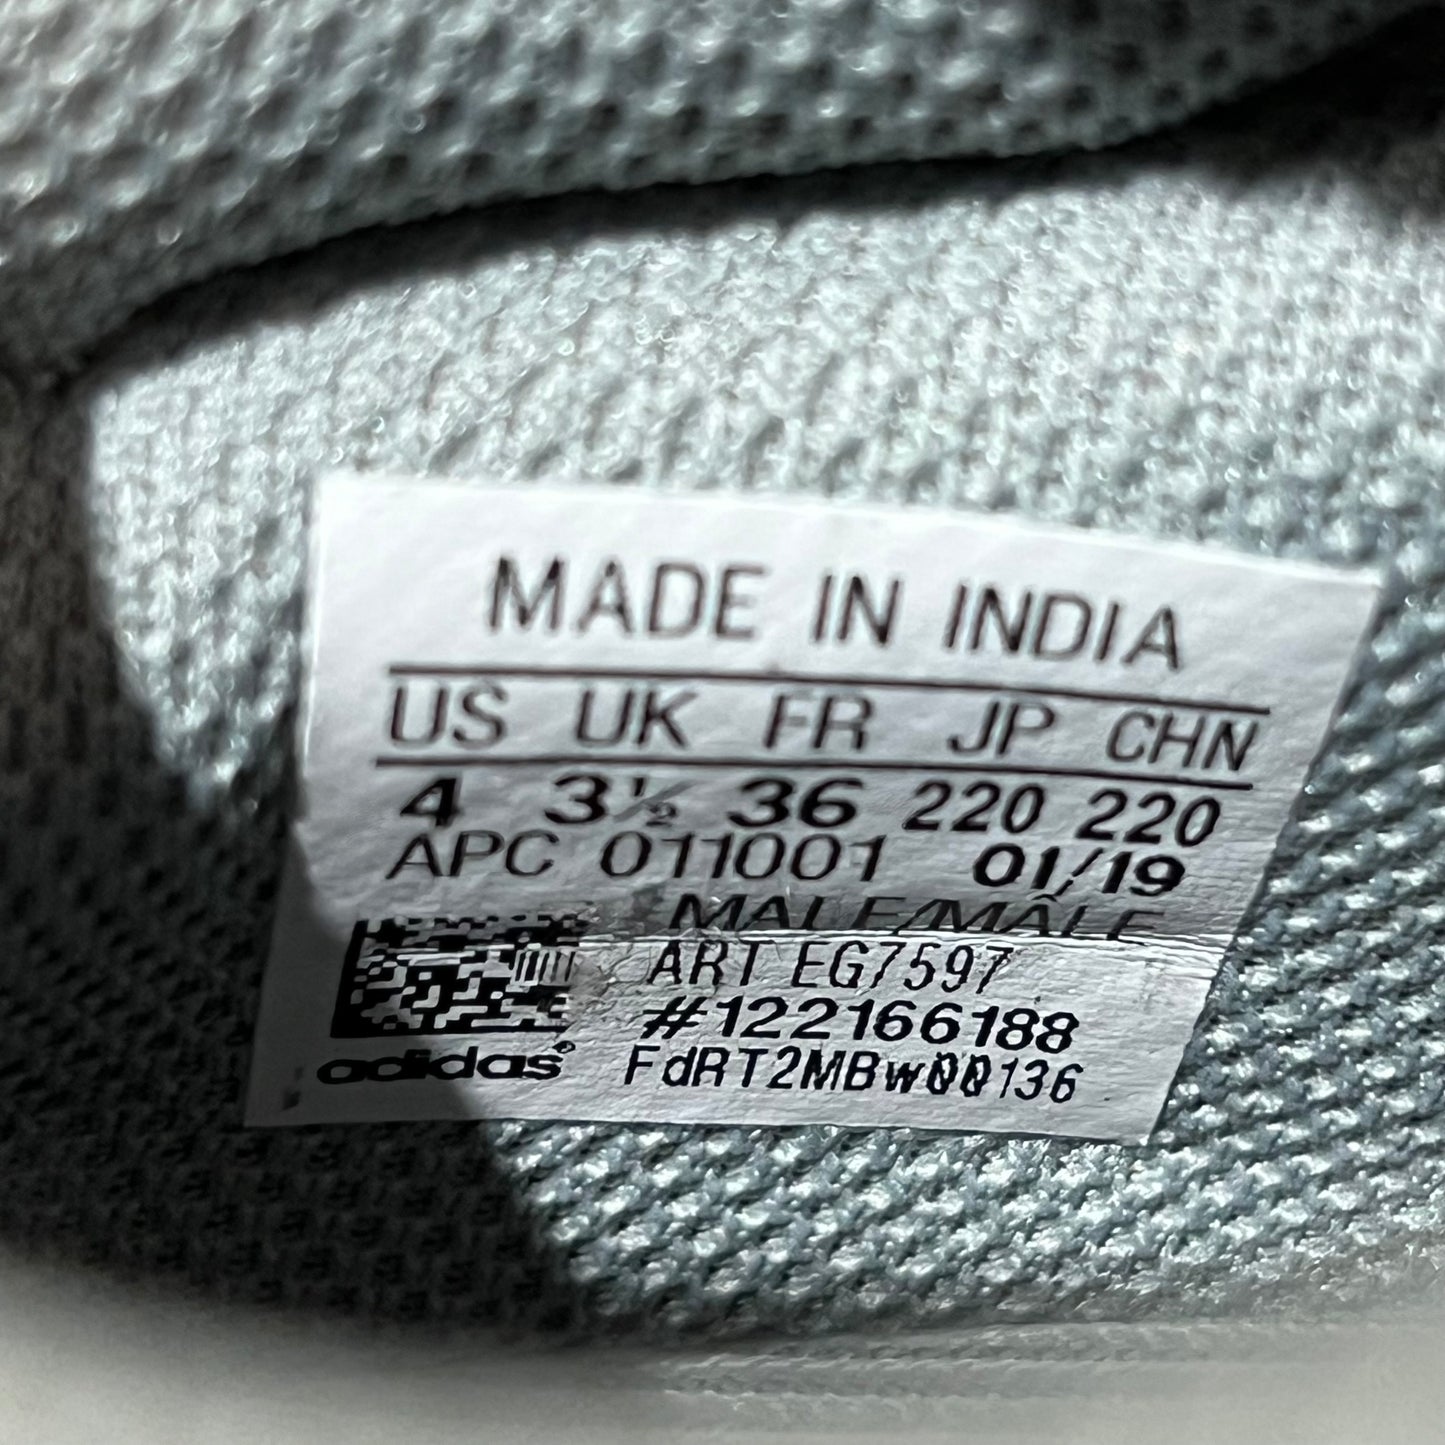 MADE IN INDIA
US UK FR JP CHN
4 3½ 36 220 220
APC 011001 01/19
MALE/MÂLE
ART EG7597
#122166188
adidas® FdRT2MBw00136